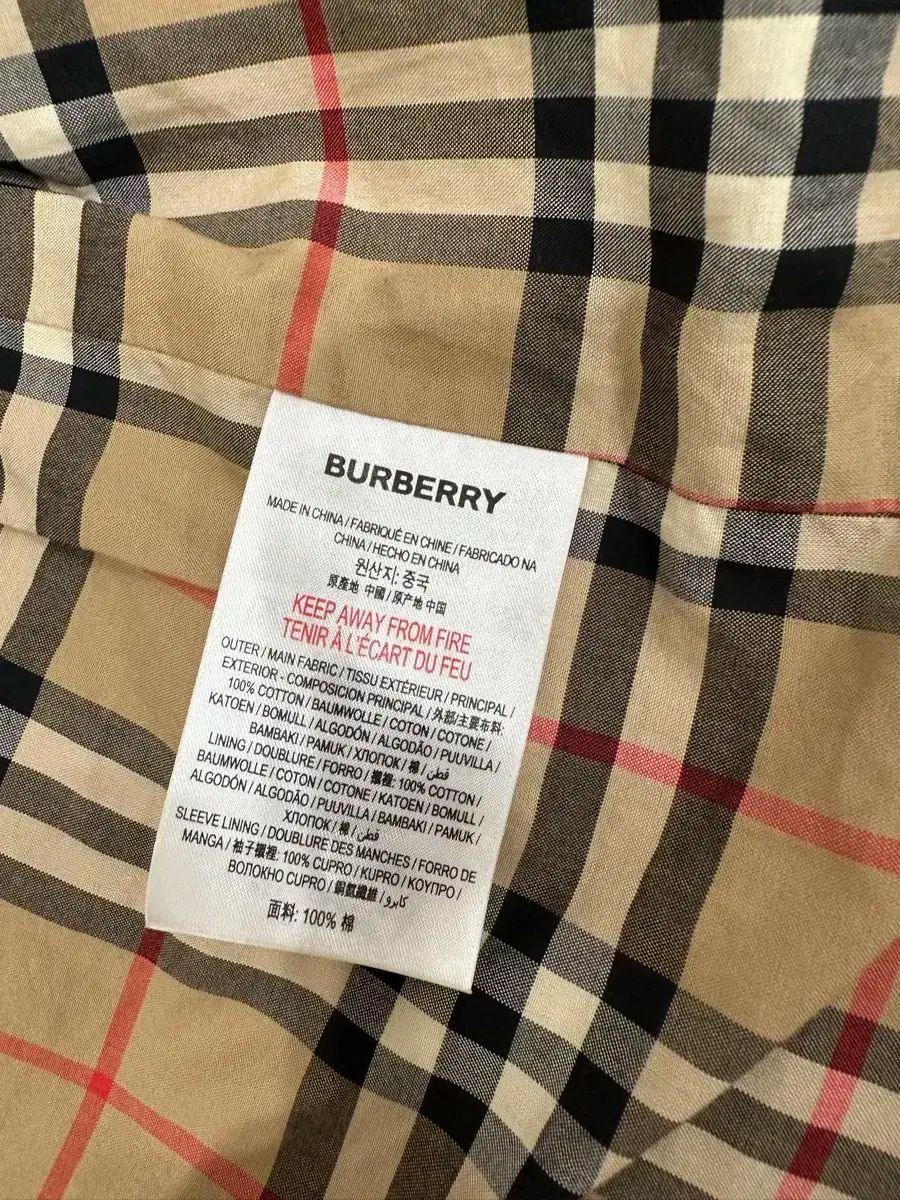 BURBERRY
MADE IN CHINA / FABRIQUÉ EN CHINE / FABRICADO NA
CHINA / HECHO EN CHINA
원산지: 중국
原產地 中國 / 原产地 中国
KEEP AWAY FROM FIRE
TENIR À L'ÉCART DU FEU
OUTER / MAIN FABRIC / TISSU EXTÉRIEUR / PRINCIPAL /
EXTERIOR - COMPOSICION PRINCIPAL / 外部/主要布料:
100% COTTON / BAUMWOLLE / COTON / COTONE /
KATOEN / BOMULL / ALGODÓN / ALGODÃO / PUUVILLA /
BAMBAKI / PAMUK / ХЛОПОК / 棉 / قطن
LINING / DOUBLURE / FORRO / 襯裡: 100% COTTON /
BAUMWOLLE / COTON / COTONE / KATOEN / BOMULL /
ALGODÓN / ALGODÃO / PUUVILLA / BAMBAKI / PAMUK /
ХЛОПОК / 棉 / قطن
SLEEVE LINING / DOUBLURE DES MANCHES / FORRO DE
MANGA / 袖子襯裡: 100% CUPRO / KUPRO / ΚΟΥΠΡΟ /
ВОЛОКНО CUPRO / 銅氨纖維 / كابرو
面料: 100% 棉